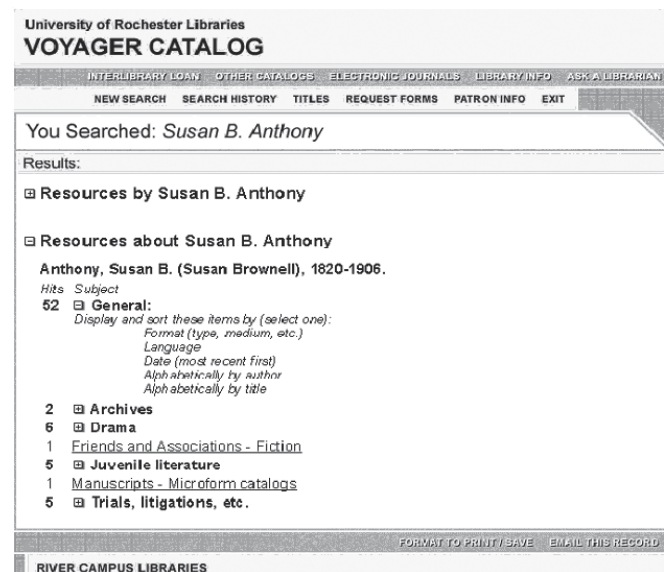 University of Rochester Libraries
VOYAGER CATALOG
INTERLIBRARY LOAN OTHER CATALOGS ELECTRONIC JOURNALS LIBRARY INFO ASK A LIBRARIAN
NEW SEARCH SEARCH HISTORY TITLES REQUEST FORMS PATRON INFO EXIT
You Searched: Susan B. Anthony
Results:
Resources by Susan B. Anthony
Resources about Susan B. Anthony
Anthony, Susan B. (Susan Brownell), 1820-1906.
Hits Subject
52 General:
Display and sort these items by (select one):
Format (type, medium, etc.)
Language
Date (most recent first)
Alphabetically by author
Alphabetically by title
2 Archives
6 Drama
1 Friends and Associations - Fiction
5 Juvenile literature
1 Manuscripts - Microform catalogs
5 Trials, litigations, etc.
FORMAT TO PRINT / SAVE EMAIL THIS RECORD
RIVER CAMPUS LIBRARIES